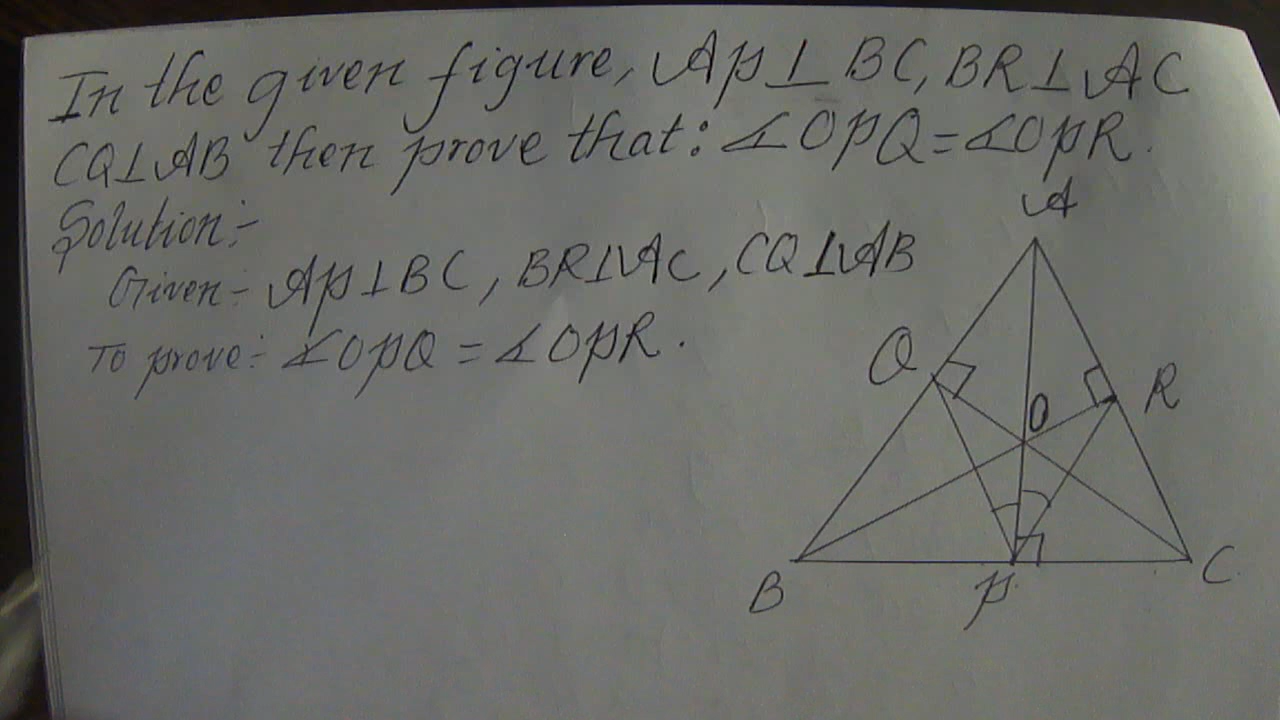 In the given figure, AP⊥BC, BR⊥AC
CQ⊥AB then prove that: ∡OPQ=∡OPR.
Solution:-
Given:- AP⊥BC, BR⊥AC, CQ⊥AB
To prove:- ∡OPQ = ∡OPR.
A
Q
O
R
B
P
C